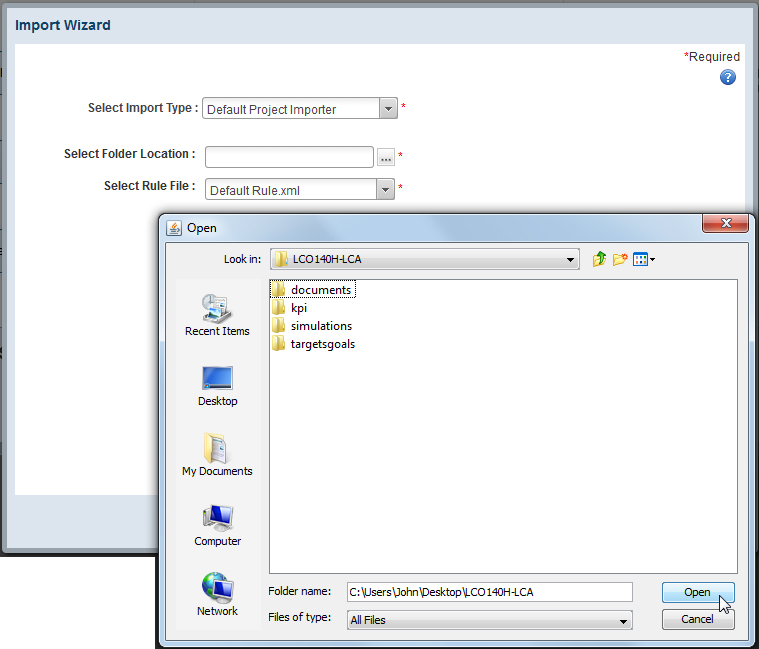 Import Wizard
*Required
?
Select Import Type : Default Project Importer *
Select Folder Location : ... *
Select Rule File : Default Rule.xml *
Open
Look in: LCO140H-LCA
documents
kpi
simulations
targetsgoals
Recent Items
Desktop
My Documents
Computer
Network
Folder name: C:\Users\John\Desktop\LCO140H-LCA Open
Files of type: All Files Cancel